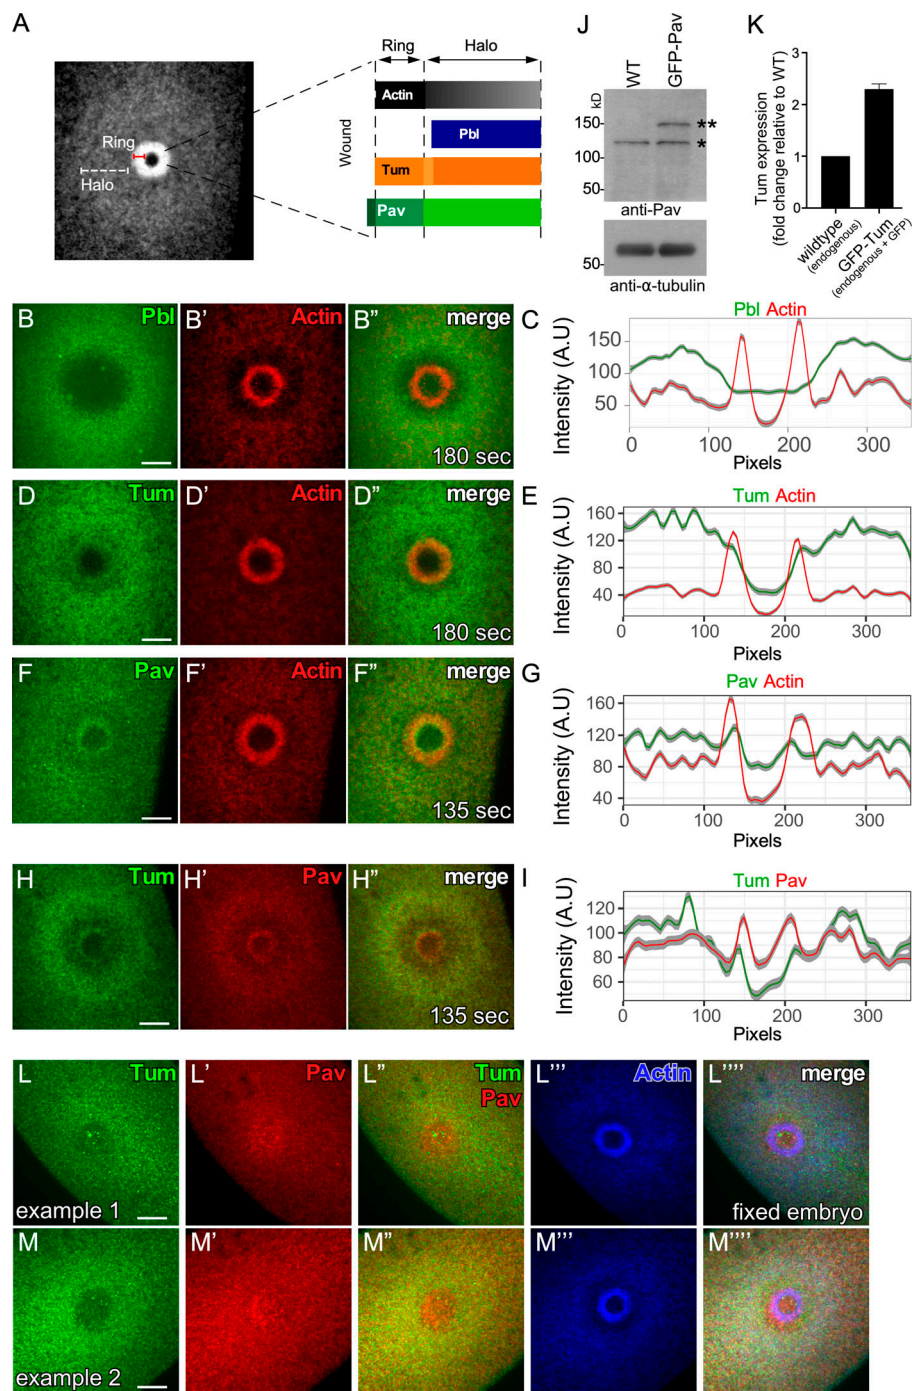 A
Ring
Halo
Ring
Halo
Wound
Actin
Pbl
Tum
Pav
J
WT
GFP-Pav
kD
150
**
*
100
50
anti-Pav
50
anti-α-tubulin
K
Tum expression
(fold change relative to WT)
3
2
1
0
wildtype
(endogenous)
GFP-Tum
(endogenous + GFP)
B
Pbl
B'
Actin
B"
merge
180 sec
C
Pbl Actin
Intensity (A.U)
150
100
50
0
100
200
300
Pixels
D
Tum
D'
Actin
D"
merge
180 sec
E
Tum Actin
Intensity (A.U)
160
120
80
40
0
100
200
300
Pixels
F
Pav
F'
Actin
F"
merge
135 sec
G
Pav Actin
Intensity (A.U)
160
120
80
40
0
100
200
300
Pixels
H
Tum
H'
Pav
H"
merge
135 sec
I
Tum Pav
Intensity (A.U)
120
100
80
60
0
100
200
300
Pixels
L
Tum
example 1
L'
Pav
L"
Tum
Pav
L'''
Actin
L''''
merge
fixed embryo
M
example 2
M'
M"
M'''
M''''